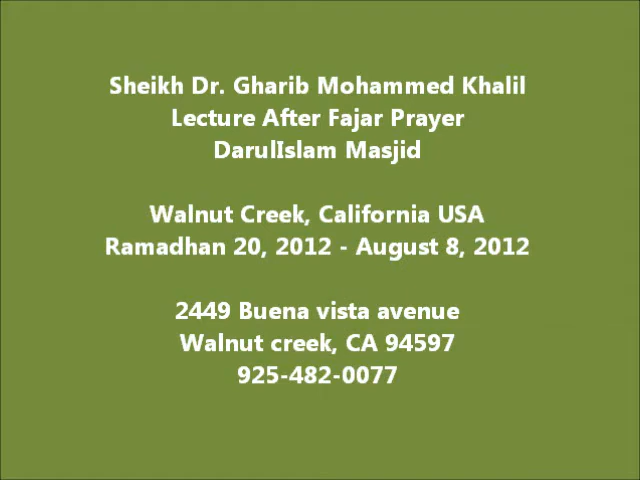 Sheikh Dr. Gharib Mohammed Khalil
Lecture After Fajar Prayer
DarulIslam Masjid
Walnut Creek, California USA
Ramadhan 20, 2012 - August 8, 2012
2449 Buena vista avenue
Walnut creek, CA 94597
925-482-0077